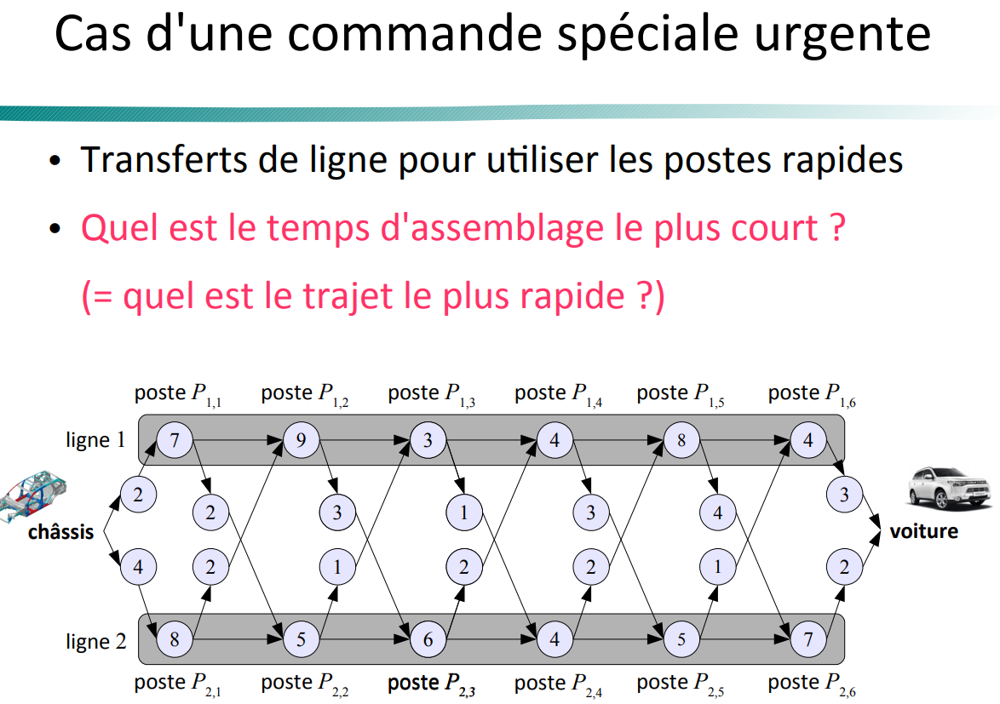 Cas d'une commande spéciale urgente
• Transferts de ligne pour utiliser les postes rapides
• Quel est le temps d'assemblage le plus court ?
(= quel est le trajet le plus rapide ?)
poste P1,1 poste P1,2 poste P1,3 poste P1,4 poste P1,5 poste P1,6
ligne 1 7 9 3 4 8 4
2 3
2 3 1 3 4
châssis voiture
4 2 1 2 2 1 2
ligne 2 8 5 6 4 5 7
poste P2,1 poste P2,2 poste P2,3 poste P2,4 poste P2,5 poste P2,6